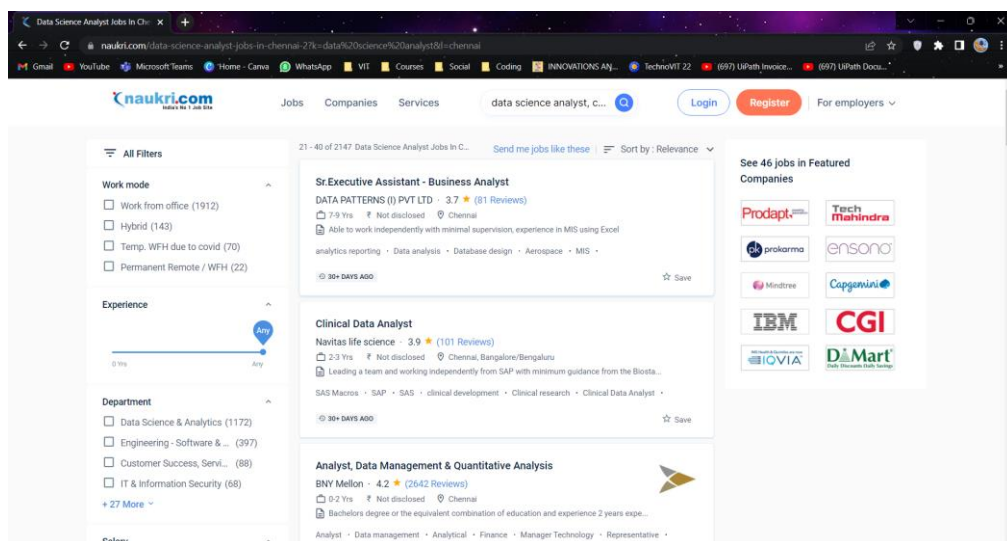 Data Science Analyst Jobs In Che
naukri.com/data-science-analyst-jobs-in-chennai-2?k=data%20science%20analyst&l=chennai
Gmail YouTube Microsoft Teams Home - Canva WhatsApp VIT Courses Social Coding INNOVATIONS AN... TechnoVIT 22 (697) UiPath Invoice... (697) UiPath Docu...
naukri.com
India's No 1 Job Site
Jobs Companies Services data science analyst, c... Login Register For employers
All Filters
Work mode
Work from office (1912)
Hybrid (143)
Temp. WFH due to covid (70)
Permanent Remote / WFH (22)
Experience
Any
0 Yrs Any
Department
Data Science & Analytics (1172)
Engineering - Software & ... (397)
Customer Success, Servi... (88)
IT & Information Security (68)
+ 27 More
Salary
21 - 40 of 2147 Data Science Analyst Jobs In C... Send me jobs like these Sort by : Relevance
Sr.Executive Assistant - Business Analyst
DATA PATTERNS (I) PVT LTD · 3.7 ★ (81 Reviews)
7-9 Yrs ₹ Not disclosed Chennai
Able to work independently with minimal supervision, experience in MIS using Excel
analytics reporting · Data analysis · Database design · Aerospace · MIS ·
30+ DAYS AGO Save
Clinical Data Analyst
Navitas life science · 3.9 ★ (101 Reviews)
2-3 Yrs ₹ Not disclosed Chennai, Bangalore/Bengaluru
Leading a team and working independently from SAP with minimum guidance from the Biosta...
SAS Macros · SAP · SAS · clinical development · Clinical research · Clinical Data Analyst ·
30+ DAYS AGO Save
Analyst, Data Management & Quantitative Analysis
BNY Mellon · 4.2 ★ (2642 Reviews)
0-2 Yrs ₹ Not disclosed Chennai
Bachelors degree or the equivalent combination of education and experience 2 years expe...
Analyst · Data management · Analytical · Finance · Manager Technology · Representative ·
See 46 jobs in Featured
Companies
Prodapt
Tech
Mahindra
pk prokarma ensono
Mindtree Capgemini
IBM CGI
IQVIA DMart
Daily Discounts Daily Savings